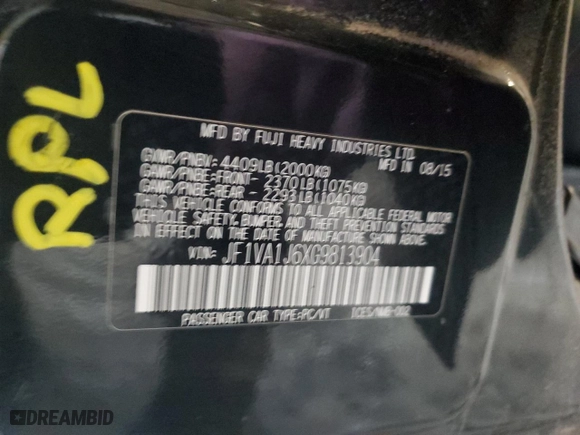 RPL
MFD BY FUJI HEAVY INDUSTRIES LTD.
MFD IN 08/15
GVWR/PNBV: 4409LB(2000KG)
GAWR/PNBE:FRONT- 2370LB(1075KG)
GAWR/PNBE:REAR - 2293LB(1040KG)
THIS VEHICLE CONFORMS TO ALL APPLICABLE FEDERAL MOTOR
VEHICLE SAFETY, BUMPER, AND THEFT PREVENTION STANDARDS
IN EFFECT ON THE DATE OF MANUFACTURE SHOWN ABOVE.
VIN: JF1VA1J6XG9813904
PASSENGER CAR TYPE:PC/VT
ICES/NMB-002
DREAMBID